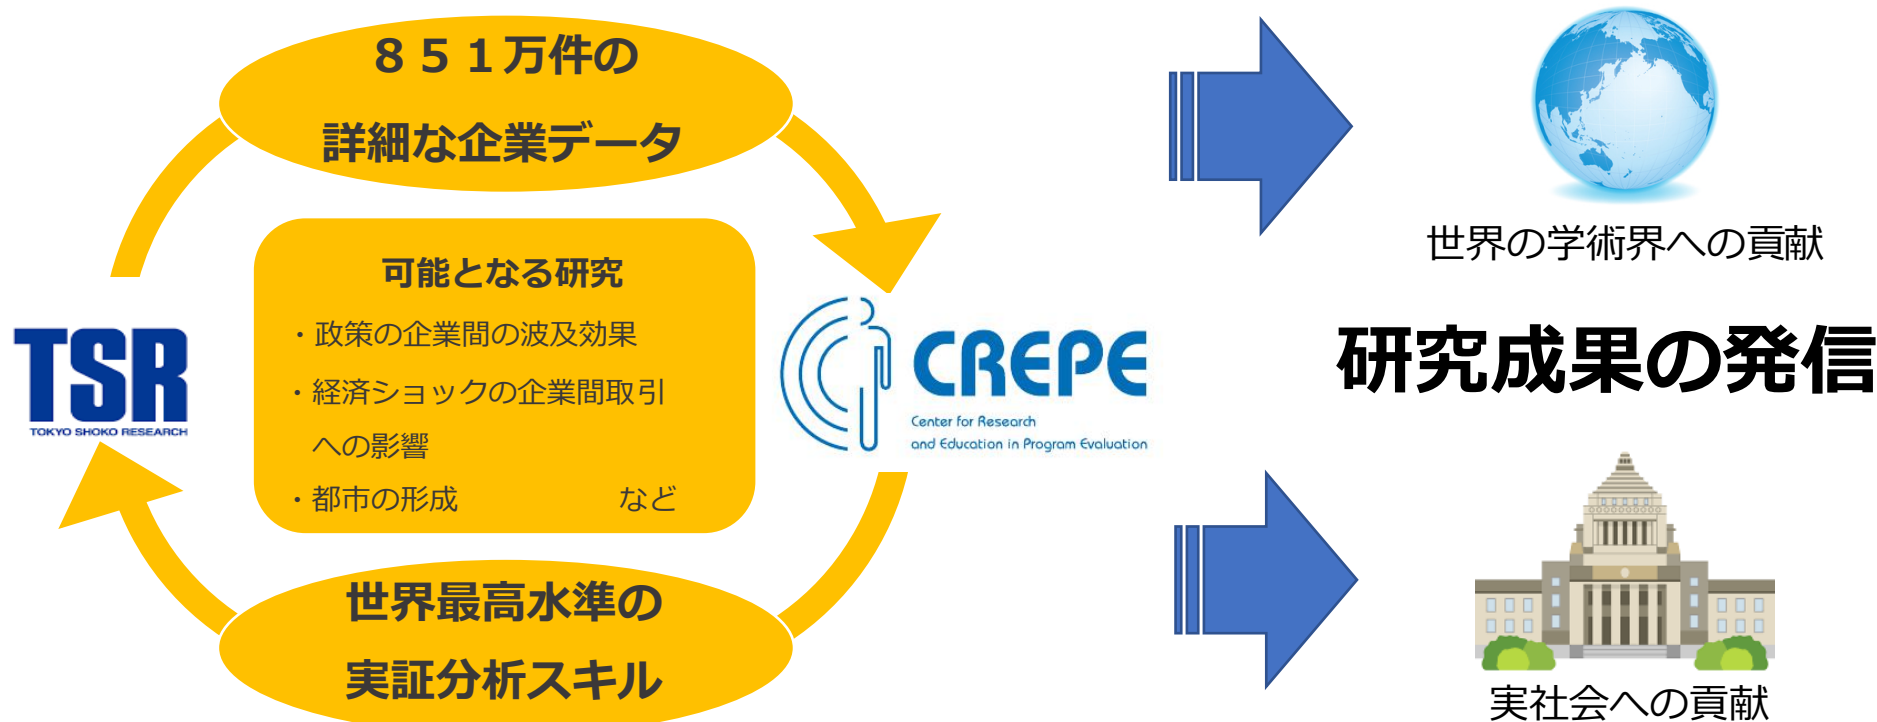 ８５１万件の
詳細な企業データ
可能となる研究
・政策の企業間の波及効果
・経済ショックの企業間取引
への影響
・都市の形成 など
TSR
TOKYO SHOKO RESEARCH
CREPE
Center for Research
and Education in Program Evaluation
世界最高水準の
実証分析スキル
世界の学術界への貢献
研究成果の発信
実社会への貢献